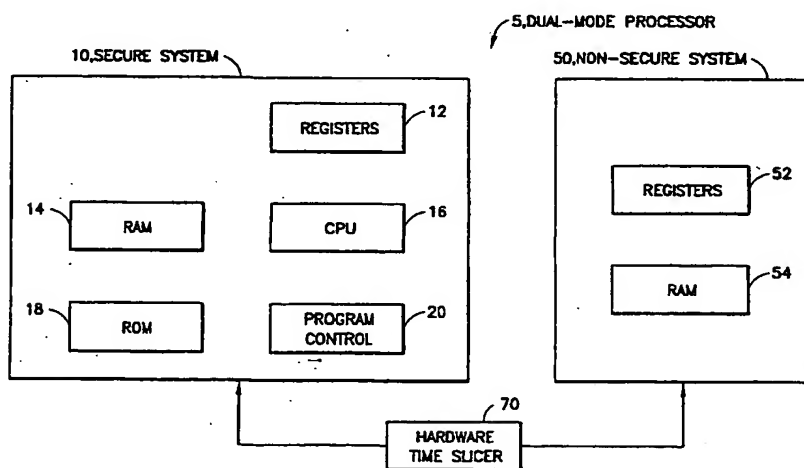 5,DUAL-MODE PROCESSOR
10,SECURE SYSTEM
50,NON-SECURE SYSTEM
12
REGISTERS
14
RAM
16
CPU
18
ROM
20
PROGRAM
CONTROL
52
REGISTERS
54
RAM
70
HARDWARE
TIME SLICER